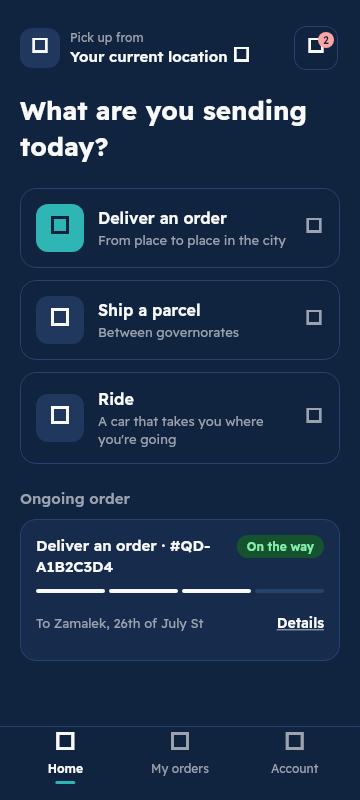 Pick up from
Your current location
2
What are you sending
today?
Deliver an order
From place to place in the city
Ship a parcel
Between governorates
Ride
A car that takes you where
you're going
Ongoing order
Deliver an order · #QD-
A1B2C3D4
On the way
To Zamalek, 26th of July St
Details
Home
My orders
Account